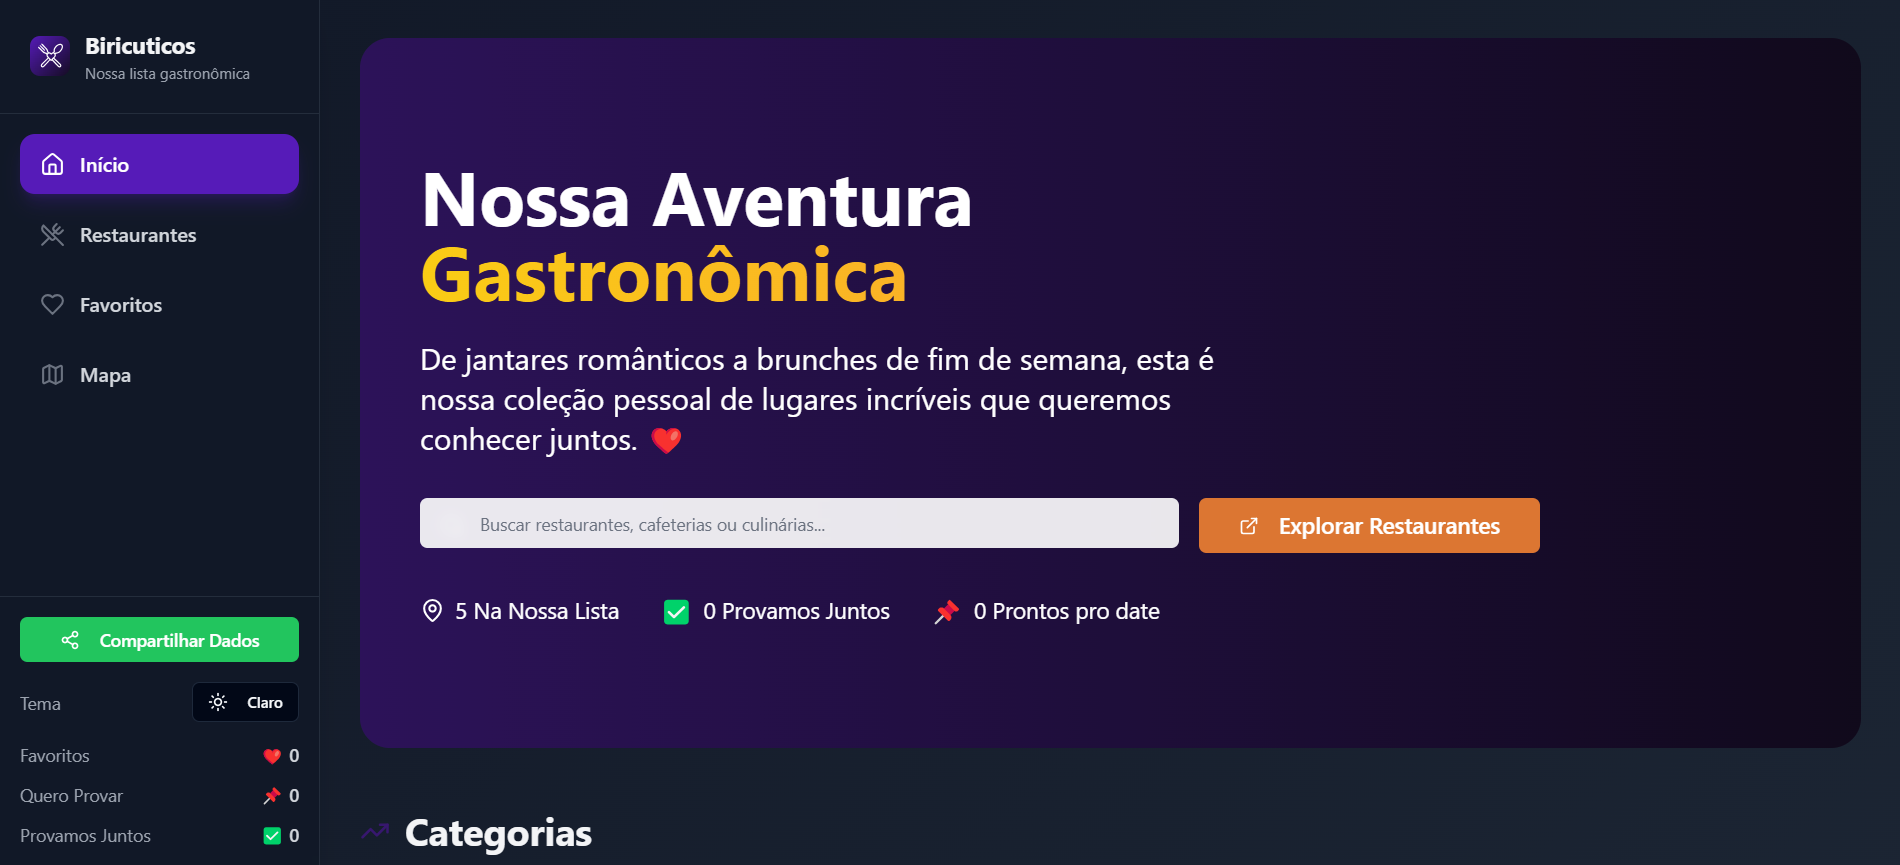 Biricuticos
Nossa lista gastronômica
Início
Restaurantes
Favoritos
Mapa
Compartilhar Dados
Tema
Claro
Favoritos
0
Quero Provar
0
Provamos Juntos
0
Nossa Aventura
Gastronômica
De jantares românticos a brunches de fim de semana, esta é
nossa coleção pessoal de lugares incríveis que queremos
conhecer juntos. ❤️
Buscar restaurantes, cafeterias ou culinárias...
Explorar Restaurantes
5 Na Nossa Lista
0 Provamos Juntos
0 Prontos pro date
Categorias